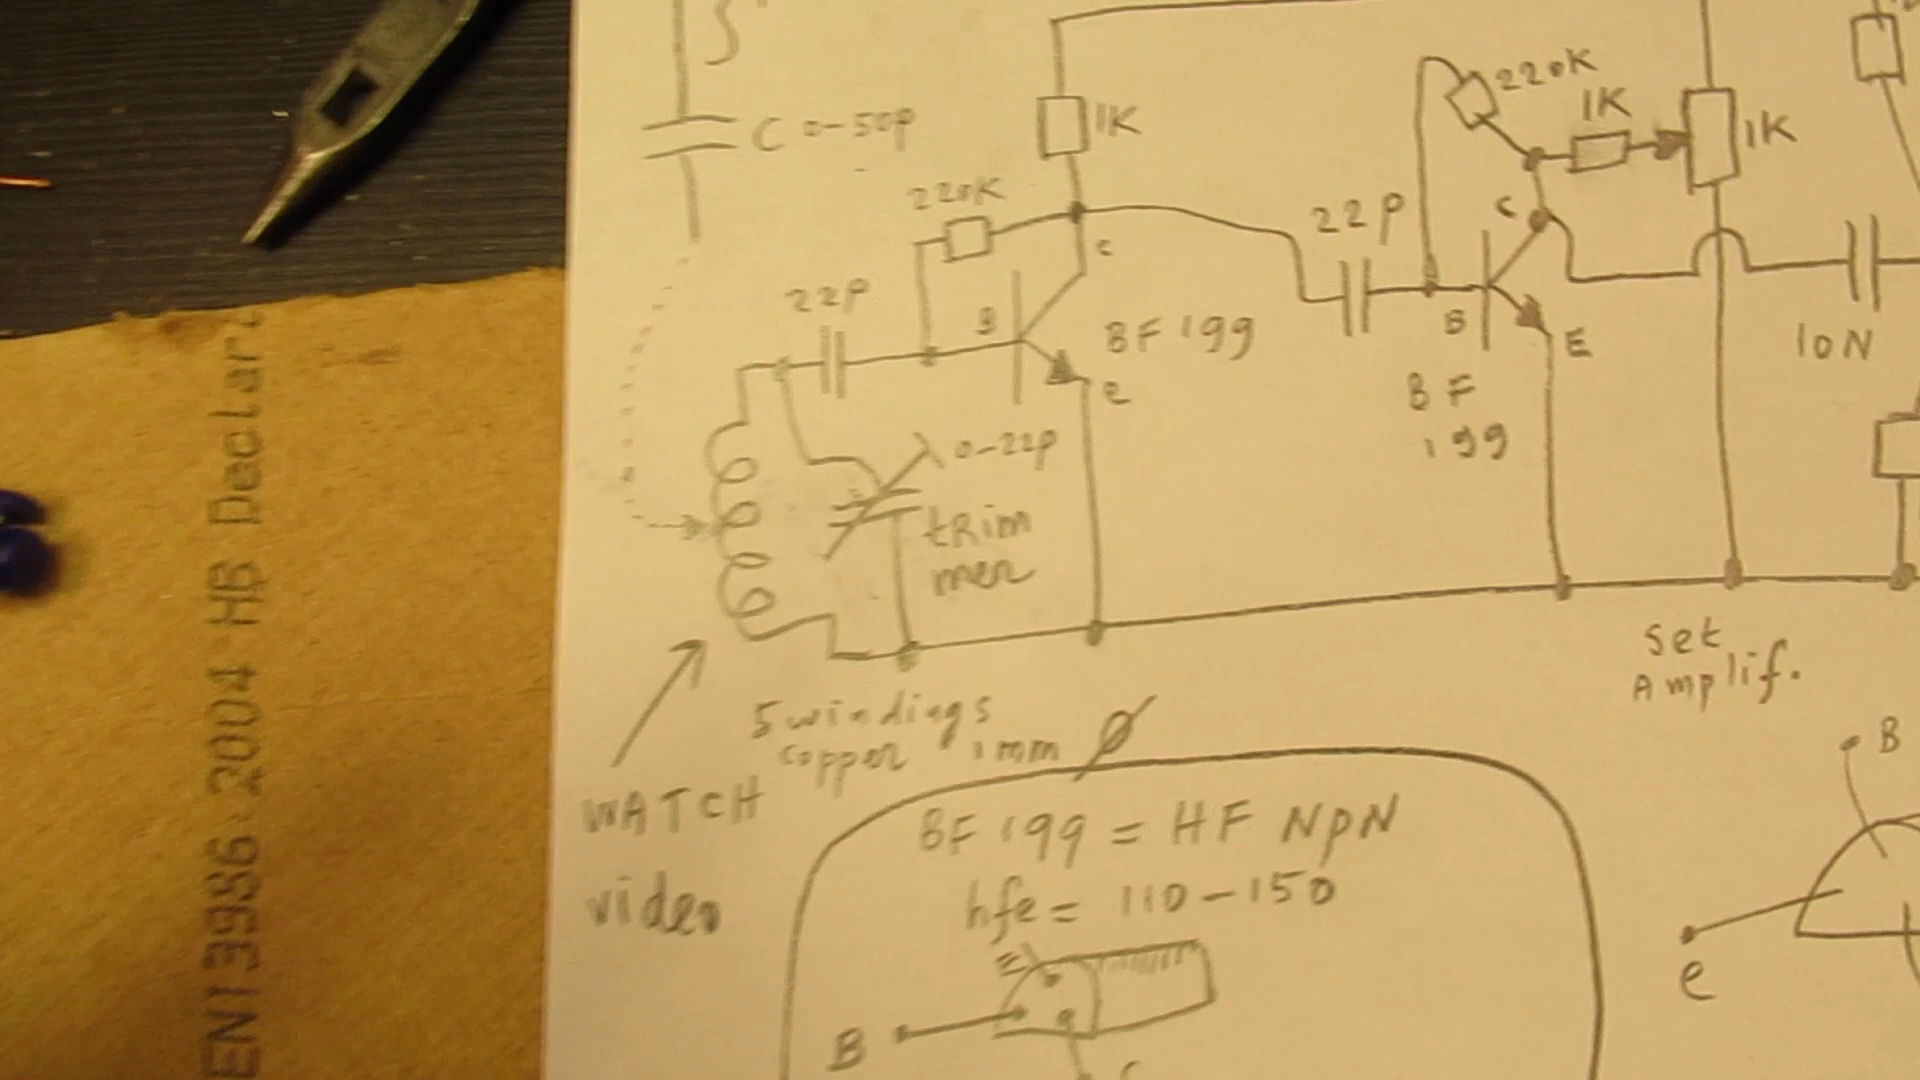 C 0-50p
1K
220K
1K
1K
220K
22p
C
22p
C
B
BF 199
e
B
E
BF
199
10N
0-22p
tRim
mer
Set
Amplif.
5 windings
copper 1mm Ø
WATCH
video
BF 199 = HF NpN
hfe = 110-150
E
B
C
B
e
EN13986:2004 HB Declar